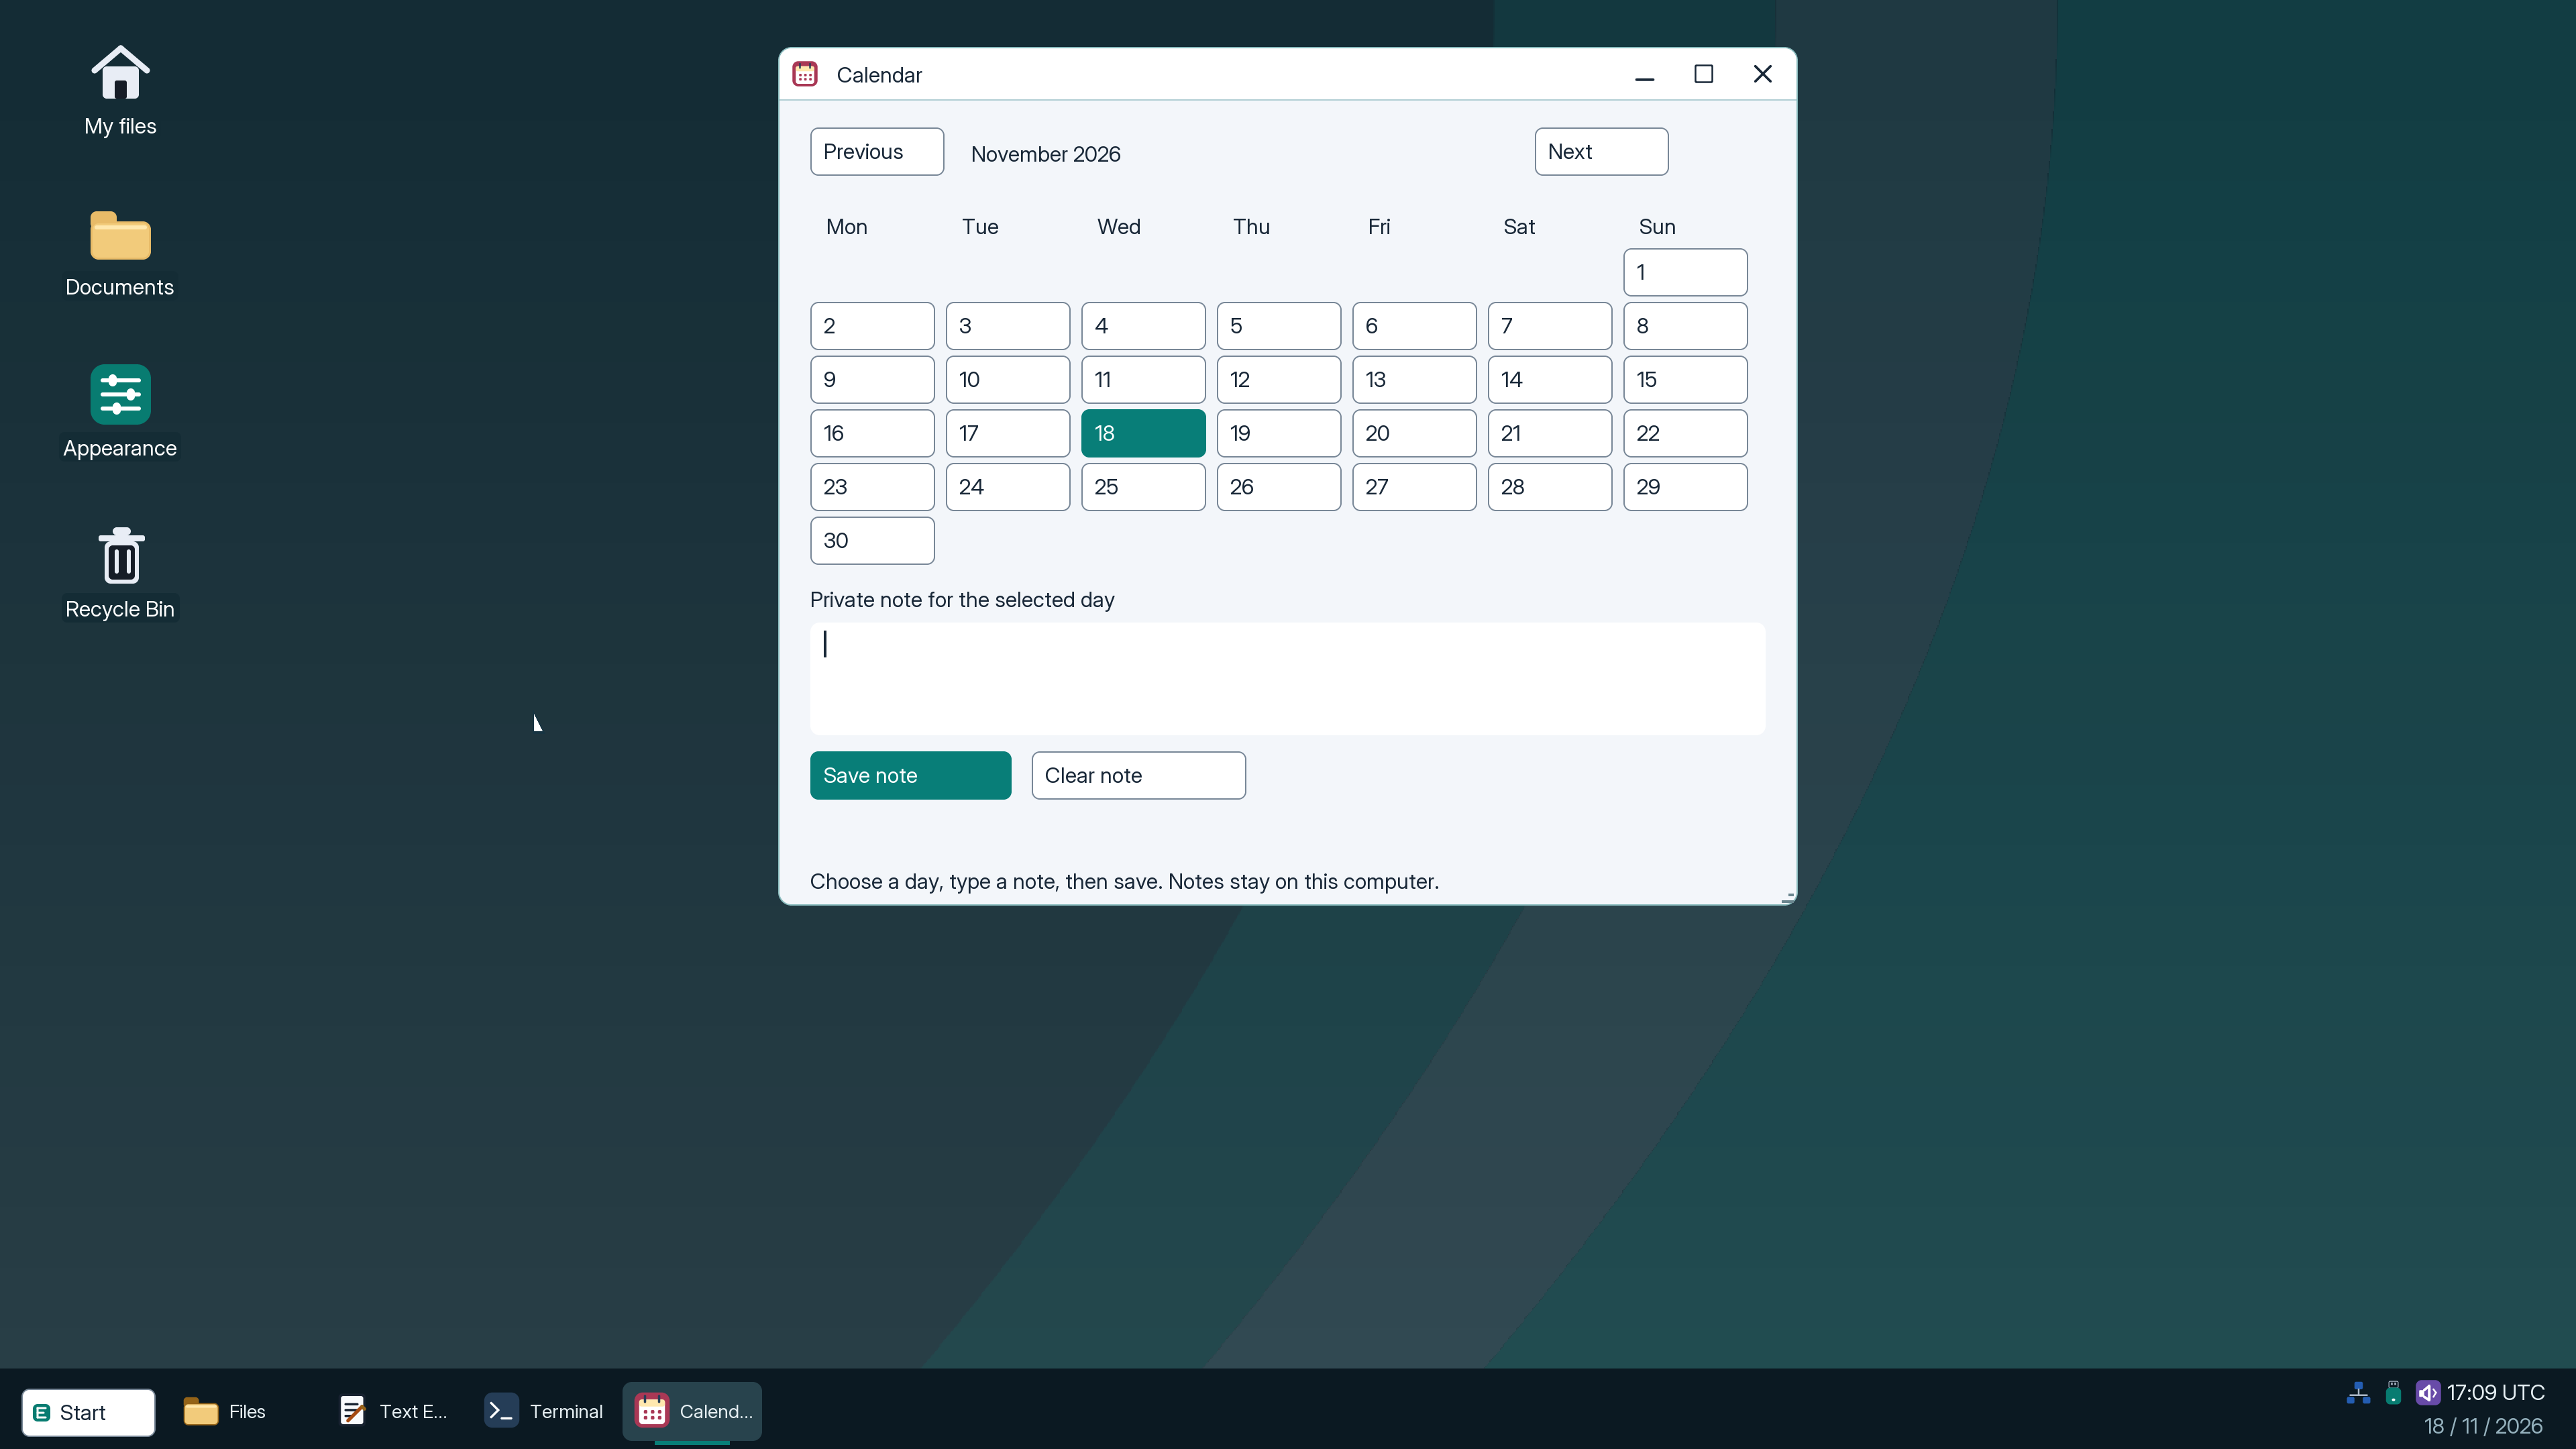 My files
Documents
Appearance
Recycle Bin
Calendar
Previous
November 2026
Next
Mon Tue Wed Thu Fri Sat Sun
1
2 3 4 5 6 7 8
9 10 11 12 13 14 15
16 17 18 19 20 21 22
23 24 25 26 27 28 29
30
Private note for the selected day
Save note
Clear note
Choose a day, type a note, then save. Notes stay on this computer.
Start
Files
Text E...
Terminal
Calend...
17:09 UTC
18 / 11 / 2026